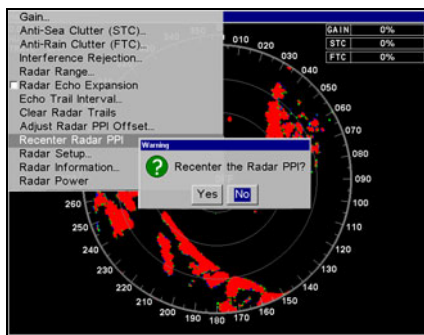 Gain...
Anti-Sea Clutter (STC)...
Anti-Rain Clutter (FTC)...
Interference Rejection...
Radar Range...
Radar Echo Expansion
Echo Trail Interval...
Clear Radar Trails
Adjust Radar PPI Offset...
Recenter Radar PPI
Radar Setup...
Radar Information...
Radar Power
GAIN 0%
STC 0%
FTC 0%
Warning
Recenter the Radar PPI?
Yes No
010
020
030
040
050
060
070
080
090
100
110
120
130
140
150
160
170
180
190
200
210
220
230
240
250
260